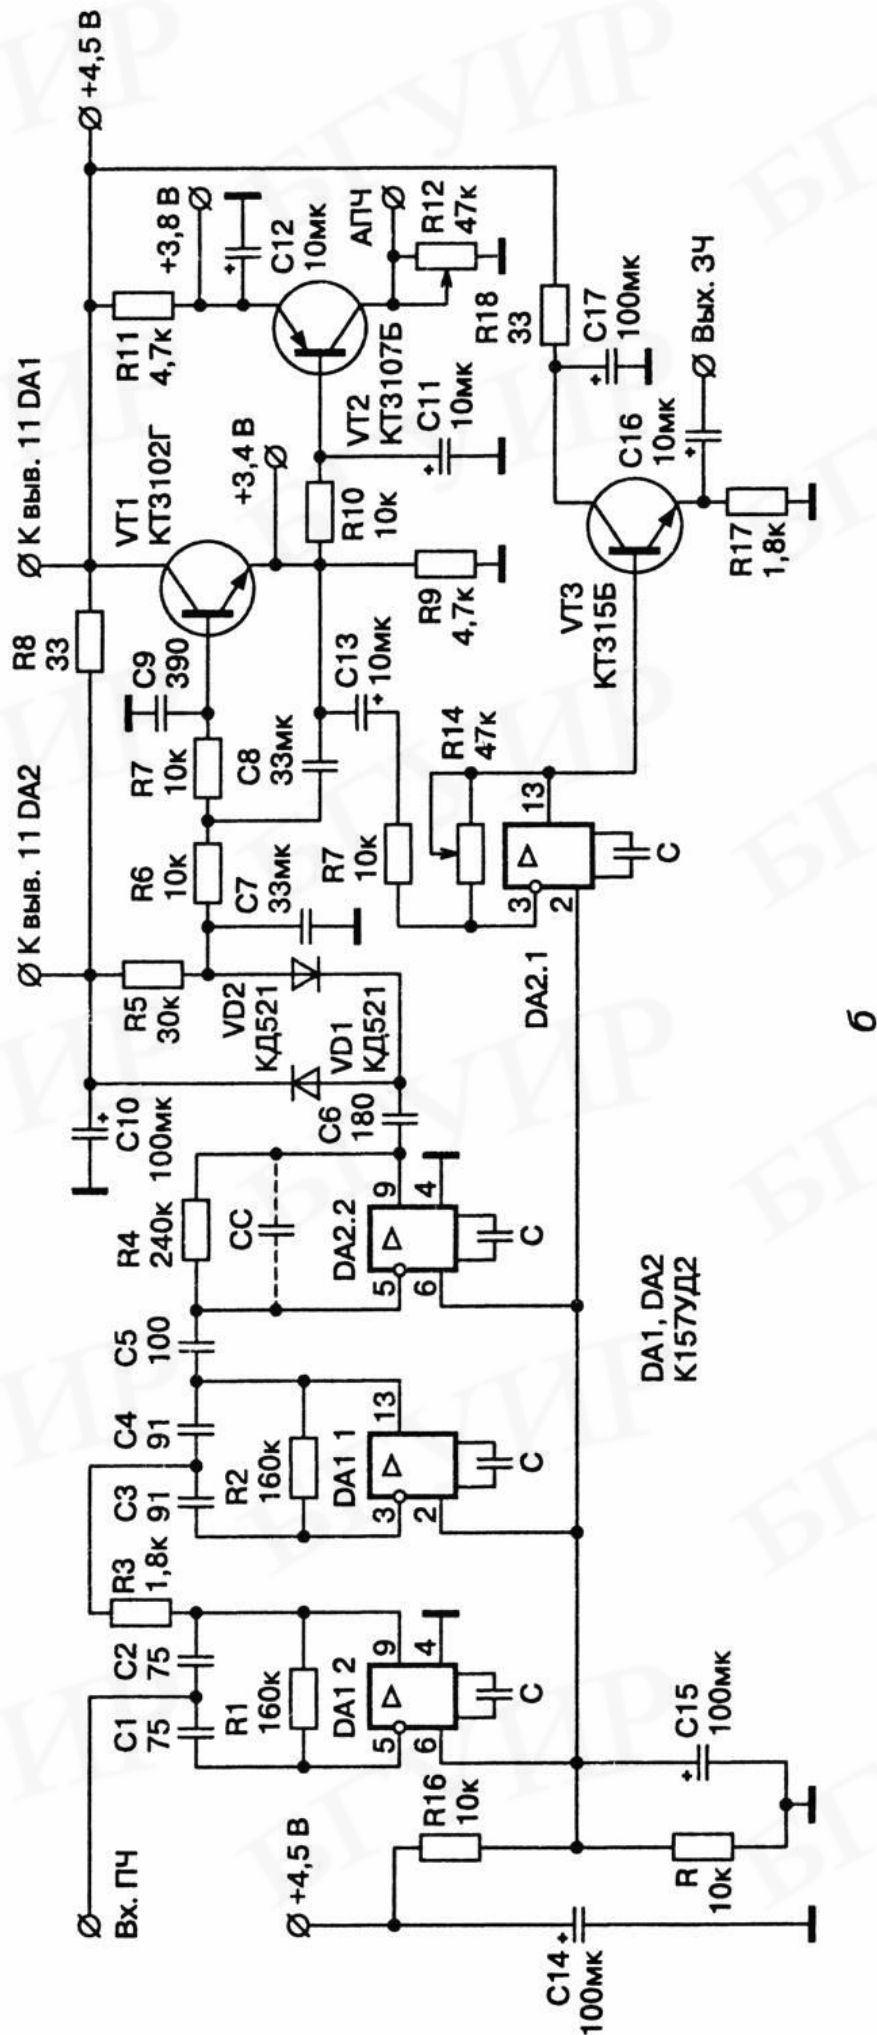 Вх. ПЧ
C1
75
C2
75
R3
1,8к
C3
91
C4
91
C5
100
R4
240к
CC
C10
100мк
+
К выв. 11 DA2
R5
30к
VD2
КД521
VD1
КД521
C6
180
R6
10к
C7
33мк
R7
10к
C8
33мк
C9
390
R8
33
К выв. 11 DA1
VT1
КТ3102Г
+3,4 В
R11
4,7к
+3,8 В
+4,5 В
C12
10мк
+
АПЧ
R12
47к
VT2
КТ3107Б
R10
10к
C11
10мк
+
R9
4,7к
C13
10мк
+
R7
10к
R14
47к
R1
160к
DA1 2
5
6
9
4
C
R2
160к
DA1 1
3
2
13
C
DA2.2
5
6
9
4
C
DA2.1
3
2
13
C
VT3
КТ315Б
R18
33
C17
100мк
+
C16
10мк
+
Вых. ЗЧ
R17
1,8к
+4,5 В
R16
10к
C15
100мк
+
R
10к
C14
100мк
+
DA1, DA2
К157УД2
б
БГУИР